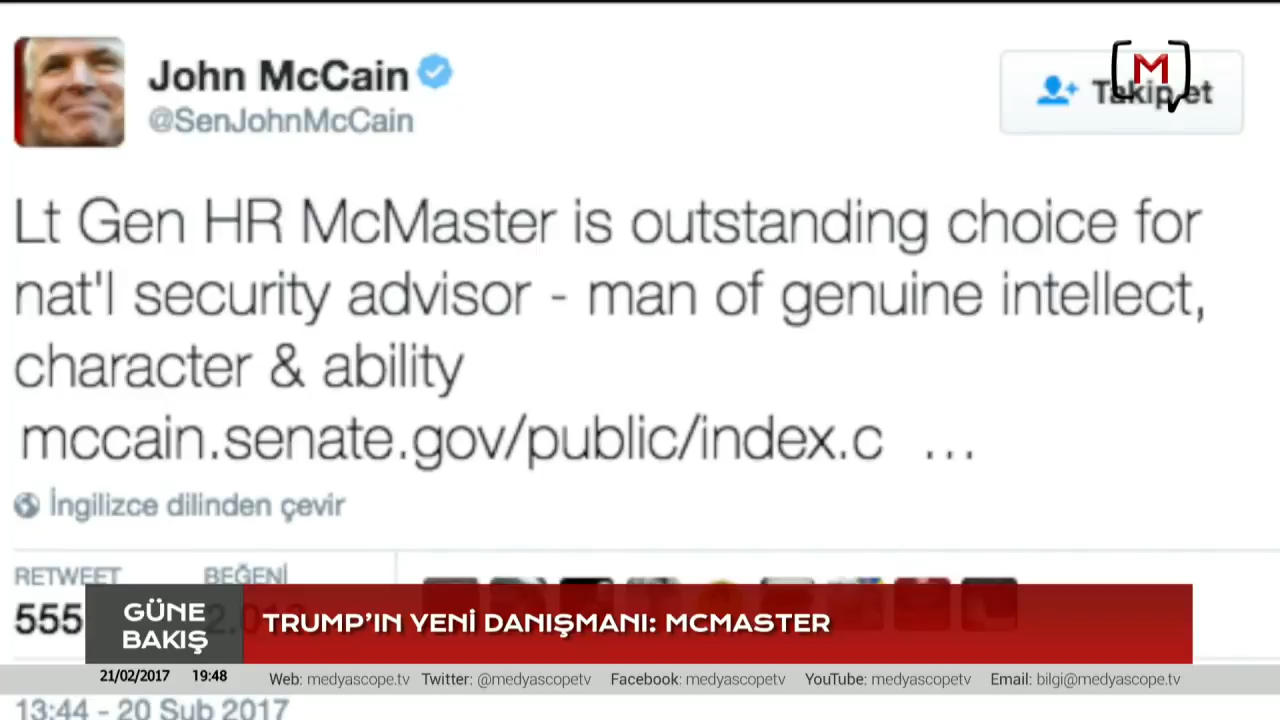 John McCain
@SenJohnMcCain
M
Takip et
Lt Gen HR McMaster is outstanding choice for
nat'l security advisor - man of genuine intellect,
character & ability
mccain.senate.gov/public/index.c ...
İngilizce dilinden çevir
RETWEET BEĞENİ
555
GÜNE
BAKIŞ
TRUMP’IN YENİ DANIŞMANI: MCMASTER
21/02/2017 19:48 Web: medyascope.tv Twitter: @medyascopetv Facebook: medyascopetv YouTube: medyascopetv Email: bilgi@medyascope.tv
13:44 - 20 Şub 2017